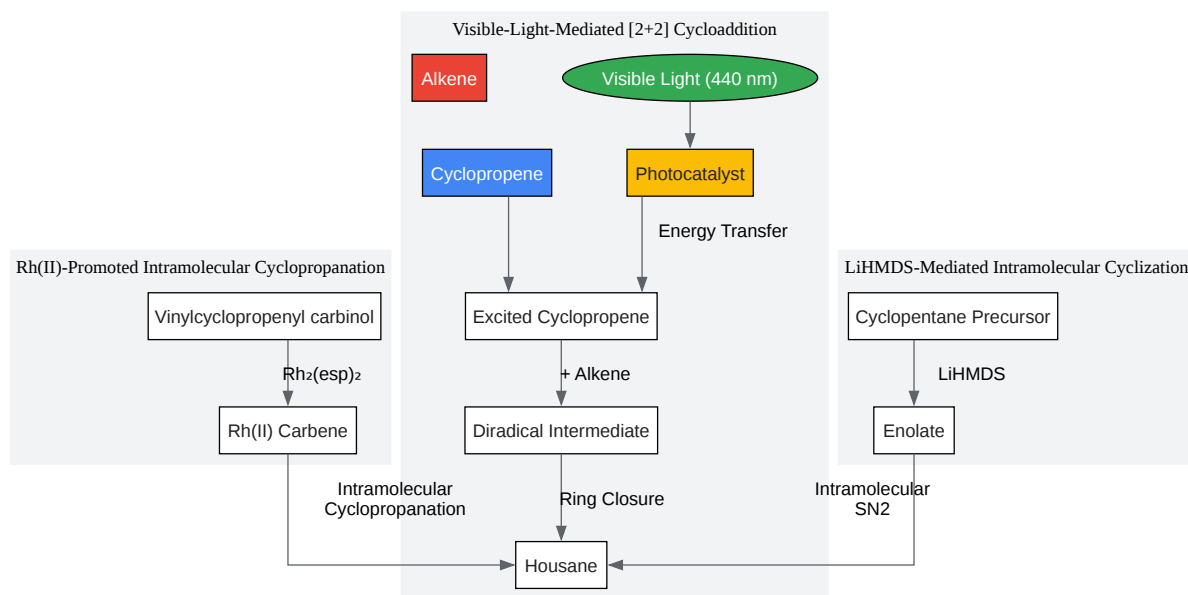 Visible-Light-Mediated [2+2] Cycloaddition
Alkene
Visible Light (440 nm)
Cyclopropene
Photocatalyst
Energy Transfer
Rh(II)-Promoted Intramolecular Cyclopropanation
LiHMDS-Mediated Intramolecular Cyclization
Vinylcyclopropenyl carbinol
Excited Cyclopropene
Cyclopentane Precursor
Rh₂(esp)₂
+ Alkene
LiHMDS
Rh(II) Carbene
Diradical Intermediate
Enolate
Intramolecular
Cyclopropanation
Ring Closure
Intramolecular
SN2
Housane